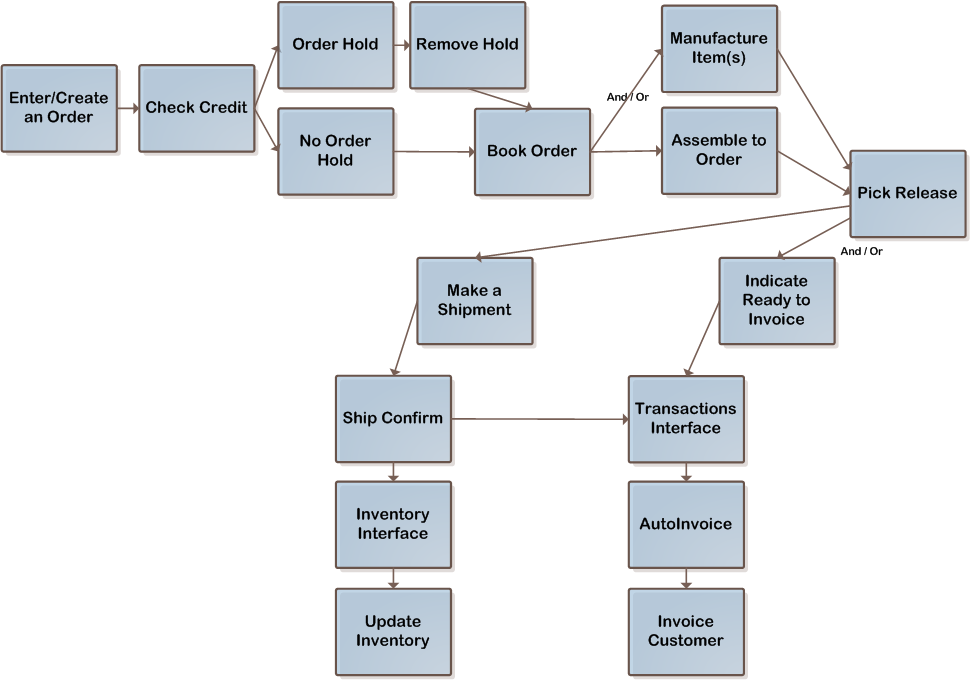 Order Hold
Remove Hold
Manufacture
Item(s)
Enter/Create
an Order
Check Credit
And / Or
No Order
Hold
Book Order
Assemble to
Order
Pick Release
And / Or
Make a
Shipment
Indicate
Ready to
Invoice
Ship Confirm
Transactions
Interface
Inventory
Interface
AutoInvoice
Update
Inventory
Invoice
Customer